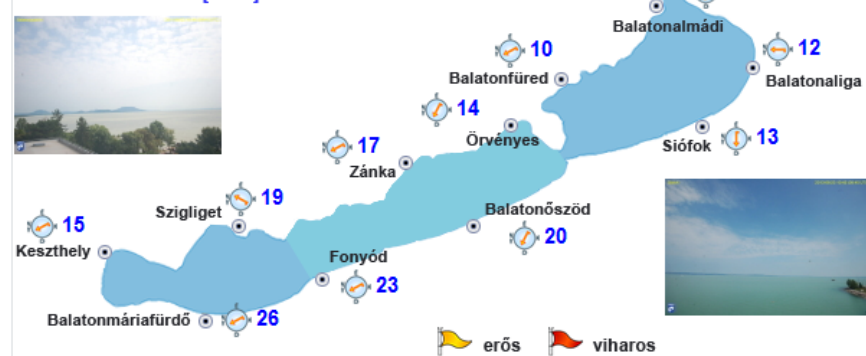 Balatonalmádi
12
Balatonaliga
10
Balatonfüred
14
Örvényes
13
Siófok
17
Zánka
19
Szigliget
Balatonőszöd
20
15
Keszthely
Fonyód
23
26
Balatonmáriafürdő
erős
viharos